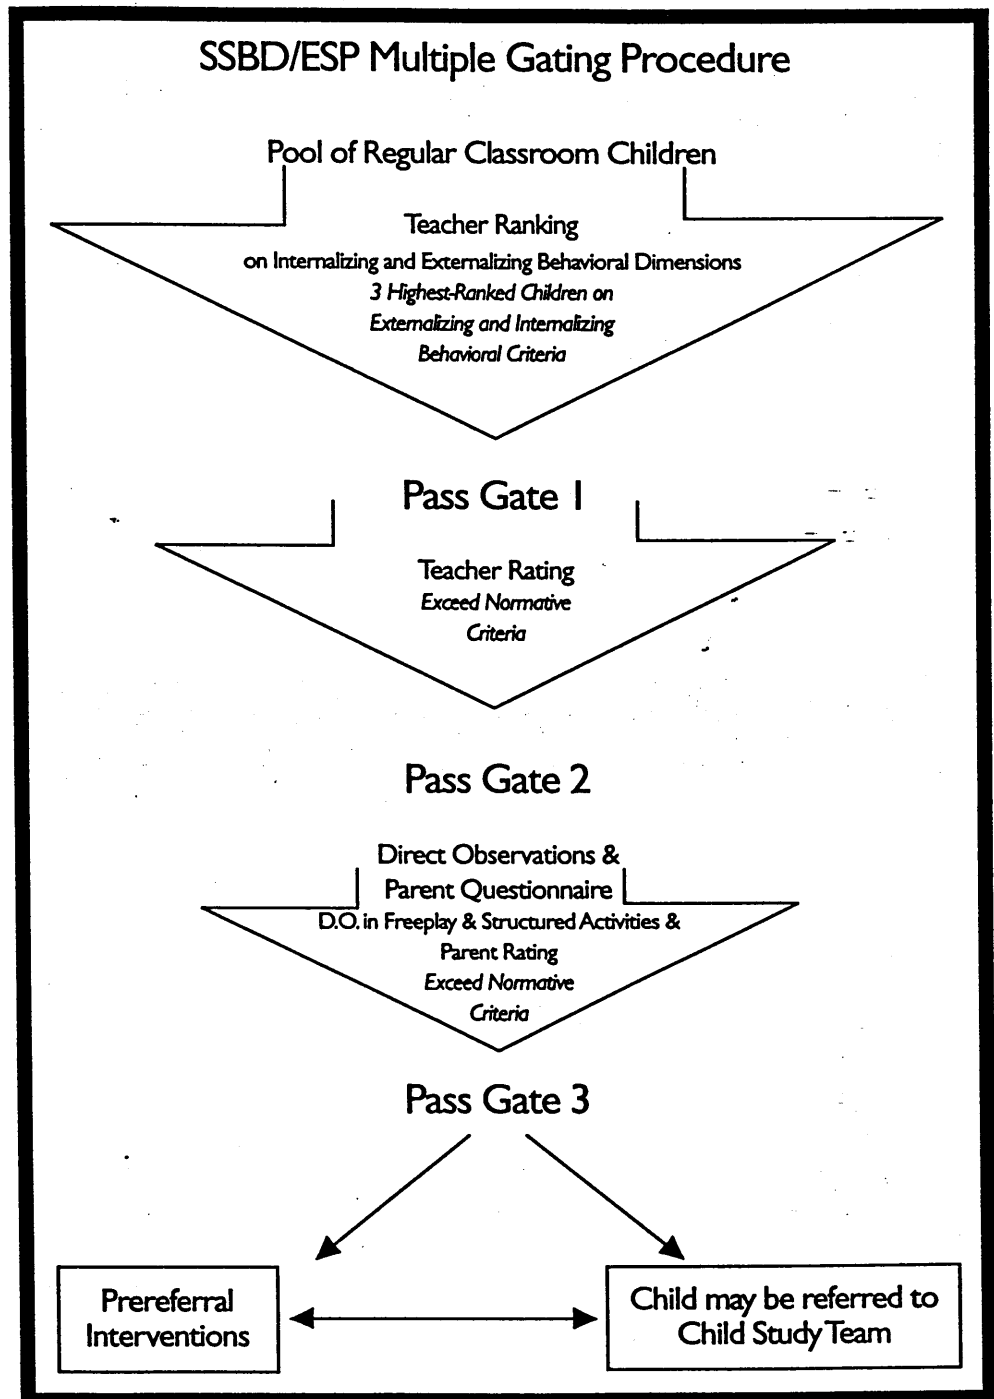 SSBD/ESP Multiple Gating Procedure
Pool of Regular Classroom Children
Teacher Ranking
on Internalizing and Externalizing Behavioral Dimensions
3 Highest-Ranked Children on
Externalizing and Internalizing
Behavioral Criteria
Pass Gate 1
Teacher Rating
Exceed Normative
Criteria
Pass Gate 2
Direct Observations &
Parent Questionnaire
D.O. in Freeplay & Structured Activities &
Parent Rating
Exceed Normative
Criteria
Pass Gate 3
Prereferral
Interventions
Child may be referred to
Child Study Team